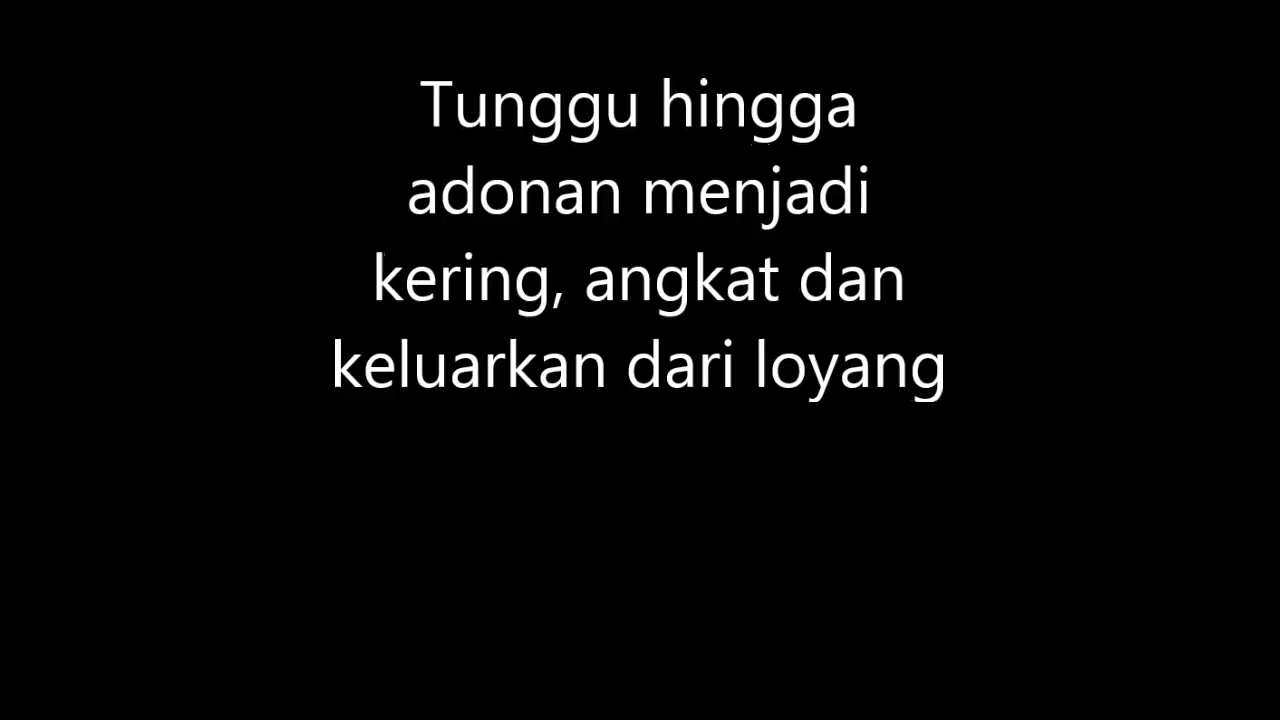 Tunggu hingga
adonan menjadi
kering, angkat dan
keluarkan dari loyang